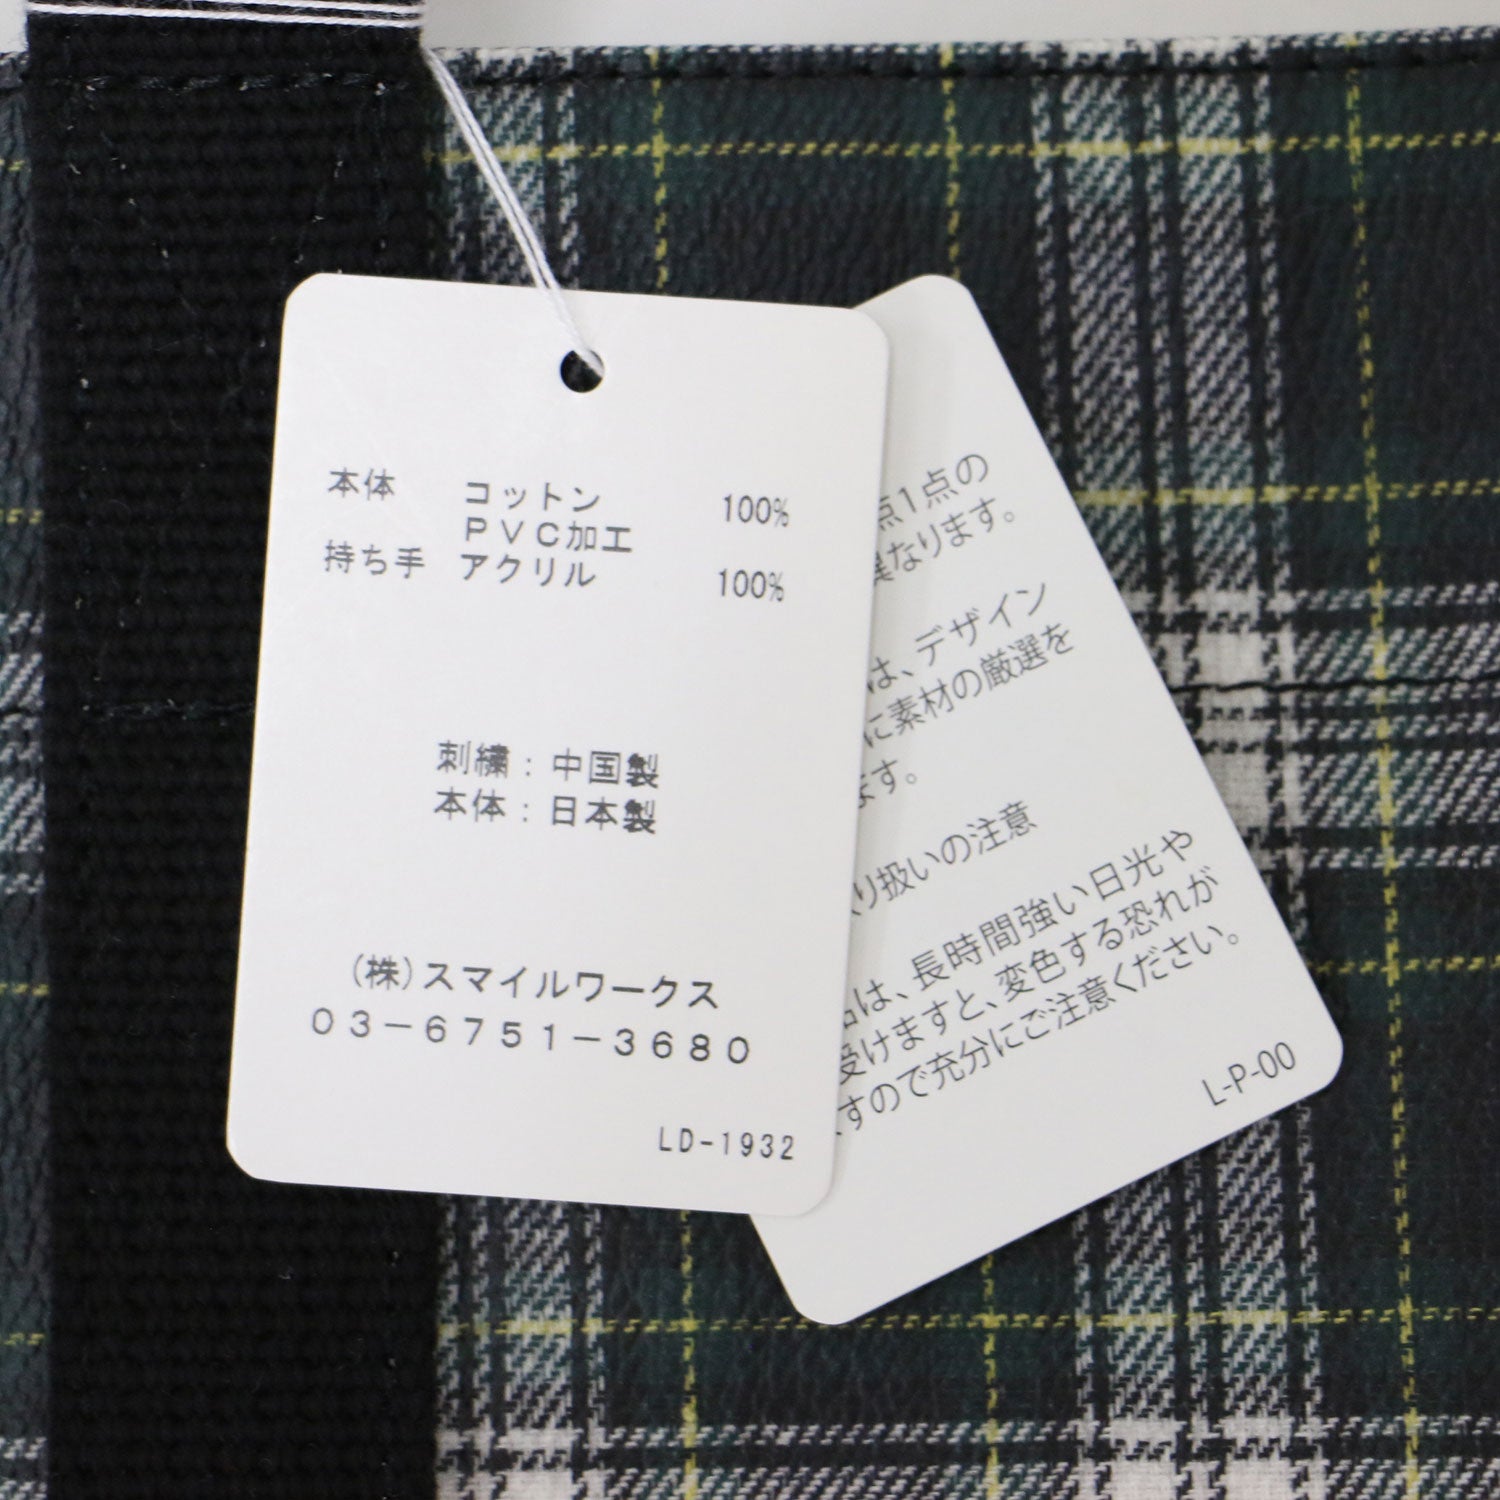 本体 コットン 100%
PVC加工
持ち手 アクリル 100%
刺繍：中国製
本体：日本製
(株)スマイルワークス
03-6751-3680
LD-1932
点1点の
異なります。
は、デザイン
に素材の厳選を
ます。
り扱いの注意
は、長時間強い日光や
受けますと、変色する恐れが
すので充分にご注意ください。
L-P-00